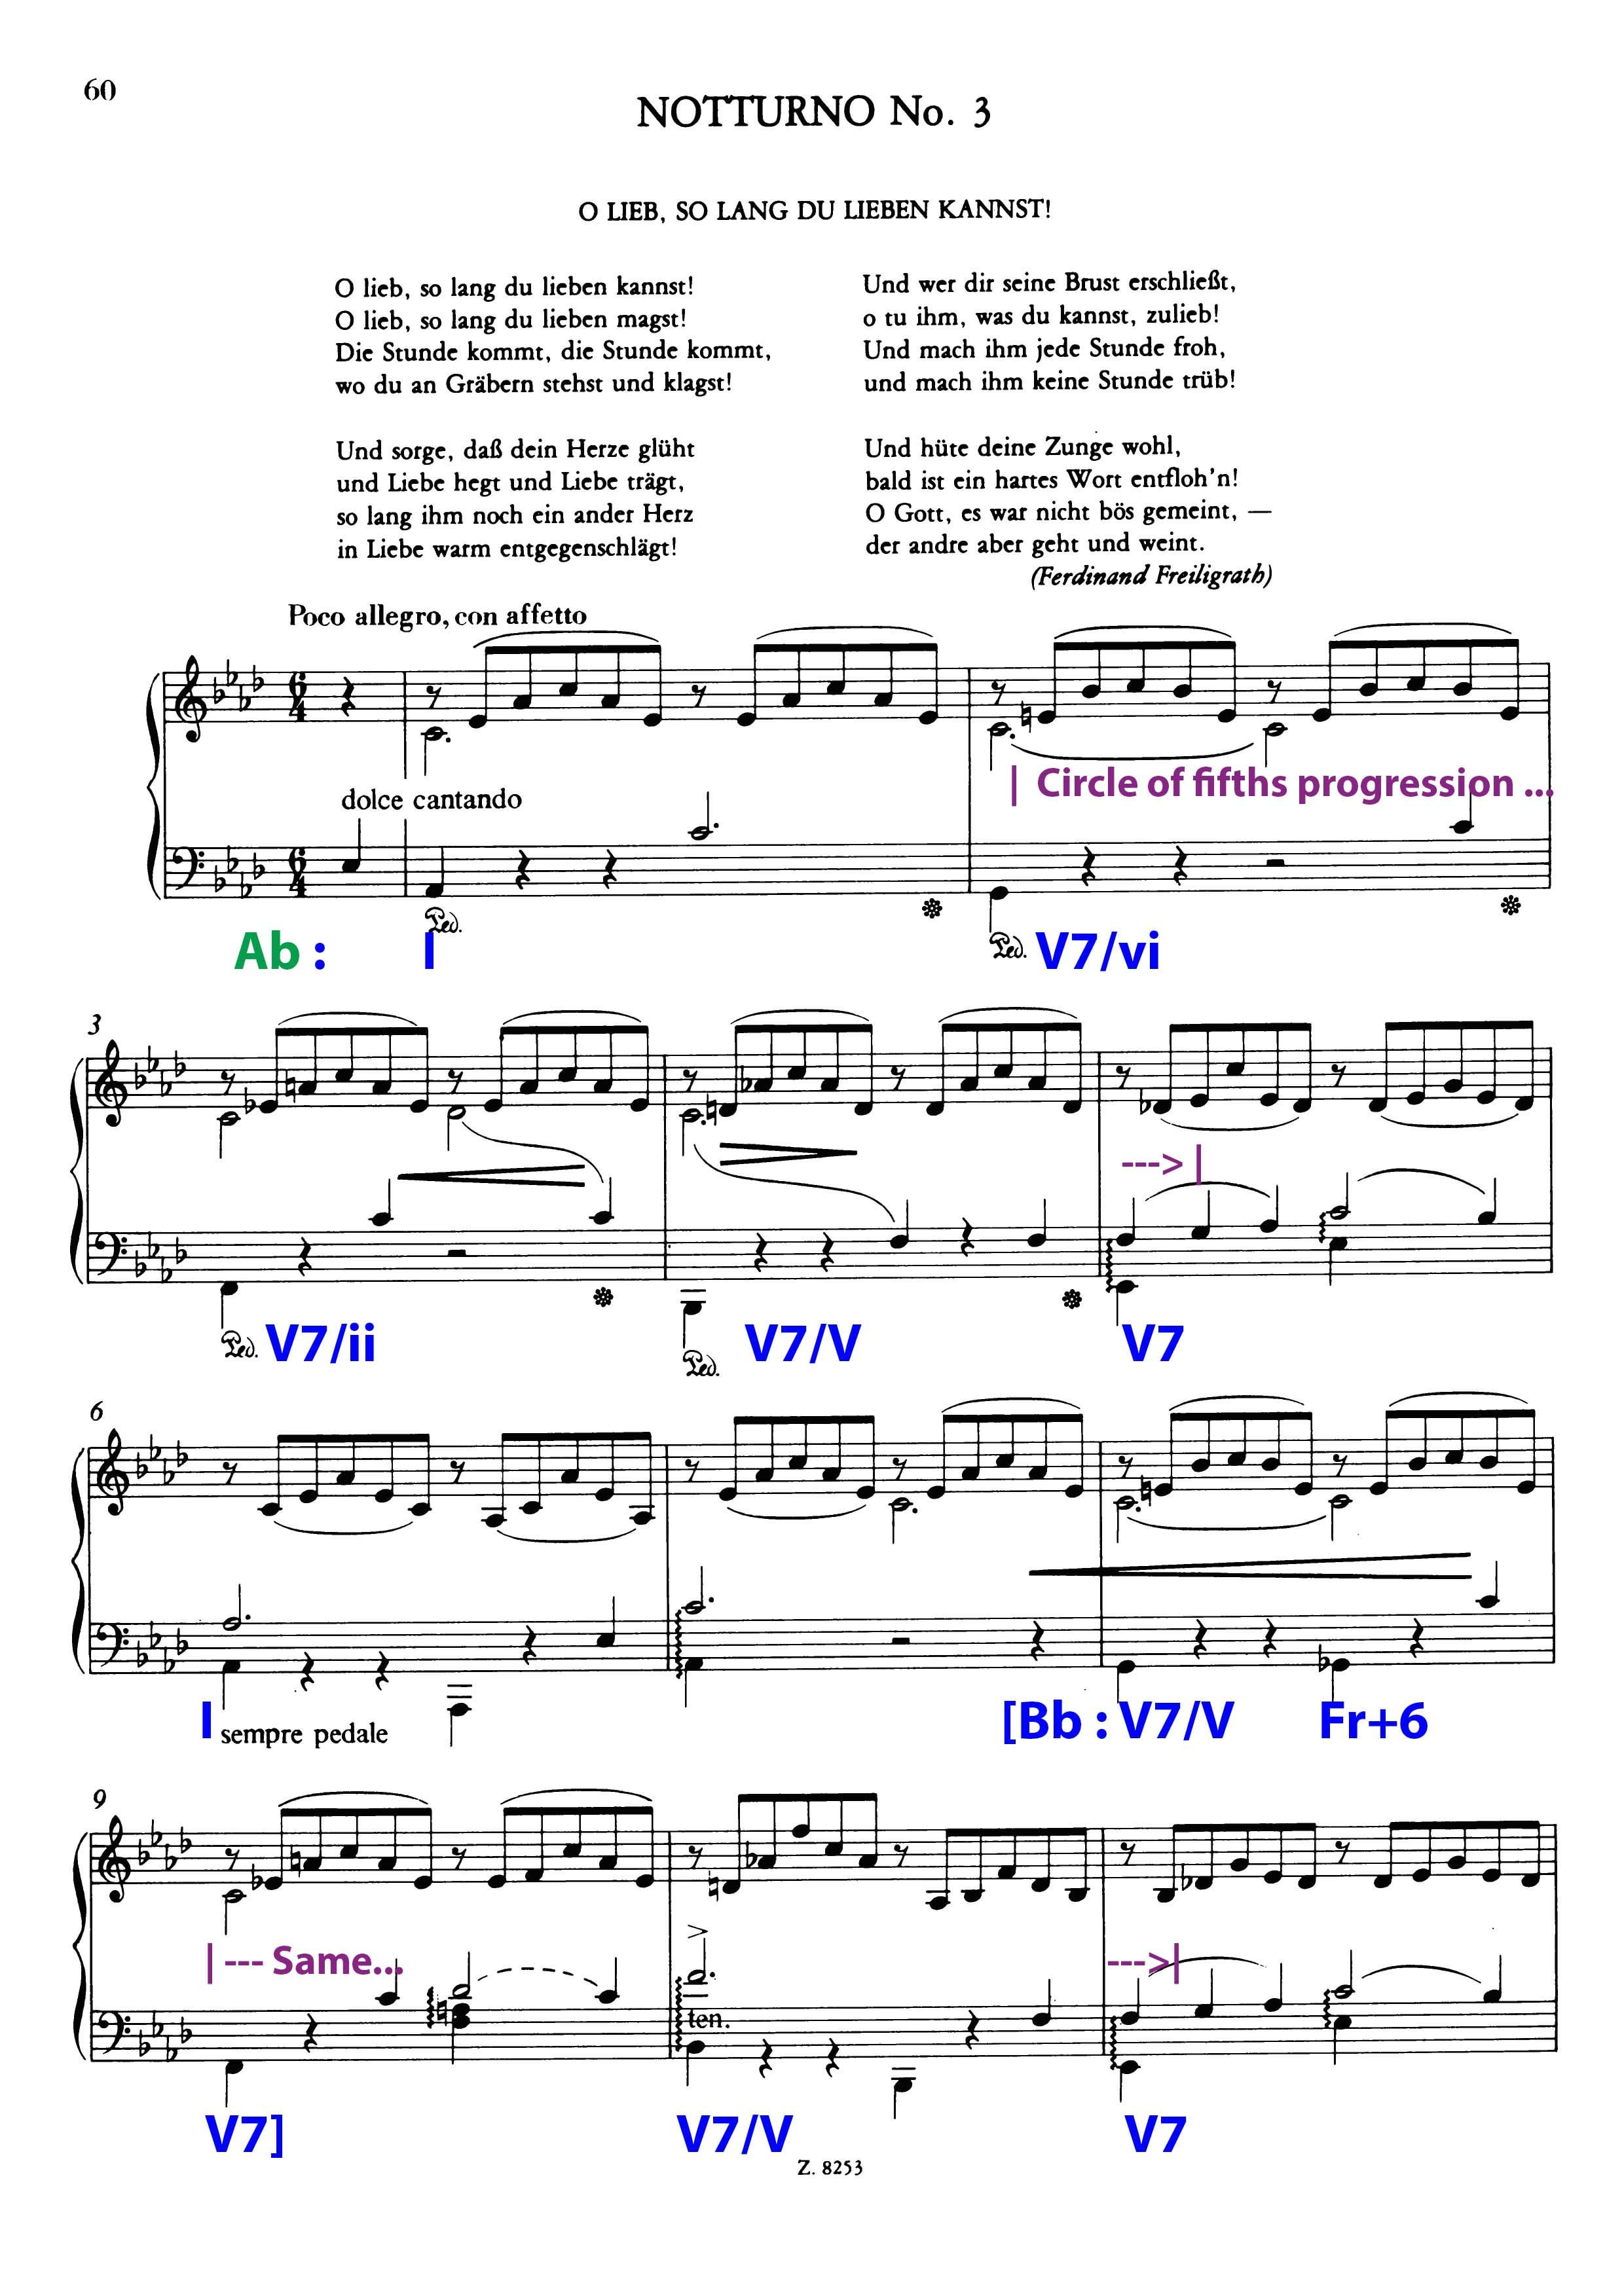 60
NOTTURNO No. 3
O LIEB, SO LANG DU LIEBEN KANNST!
O lieb, so lang du lieben kannst!
O lieb, so lang du lieben magst!
Die Stunde kommt, die Stunde kommt,
wo du an Gräbern stehst und klagst!
Und sorge, daß dein Herze glüht
und Liebe hegt und Liebe trägt,
so lang ihm noch ein ander Herz
in Liebe warm entgegenschlägt!
Und wer dir seine Brust erschließt,
o tu ihm, was du kannst, zulieb!
Und mach ihm jede Stunde froh,
und mach ihm keine Stunde trüb!
Und hüte deine Zunge wohl,
bald ist ein hartes Wort entfloh'n!
O Gott, es war nicht bös gemeint, —
der andre aber geht und weint.
(Ferdinand Freiligrath)
Poco allegro, con affetto
6 4
| Circle of fifths progression ...
dolce cantando
6 4
Ped. Ped.
Ab : I V7/vi
3
---> |
Ped. V7/ii Ped. V7/V V7
6
I sempre pedale [Bb : V7/V Fr+6
9
| --- Same... --->|
ten.
V7] V7/V V7
Z. 8253